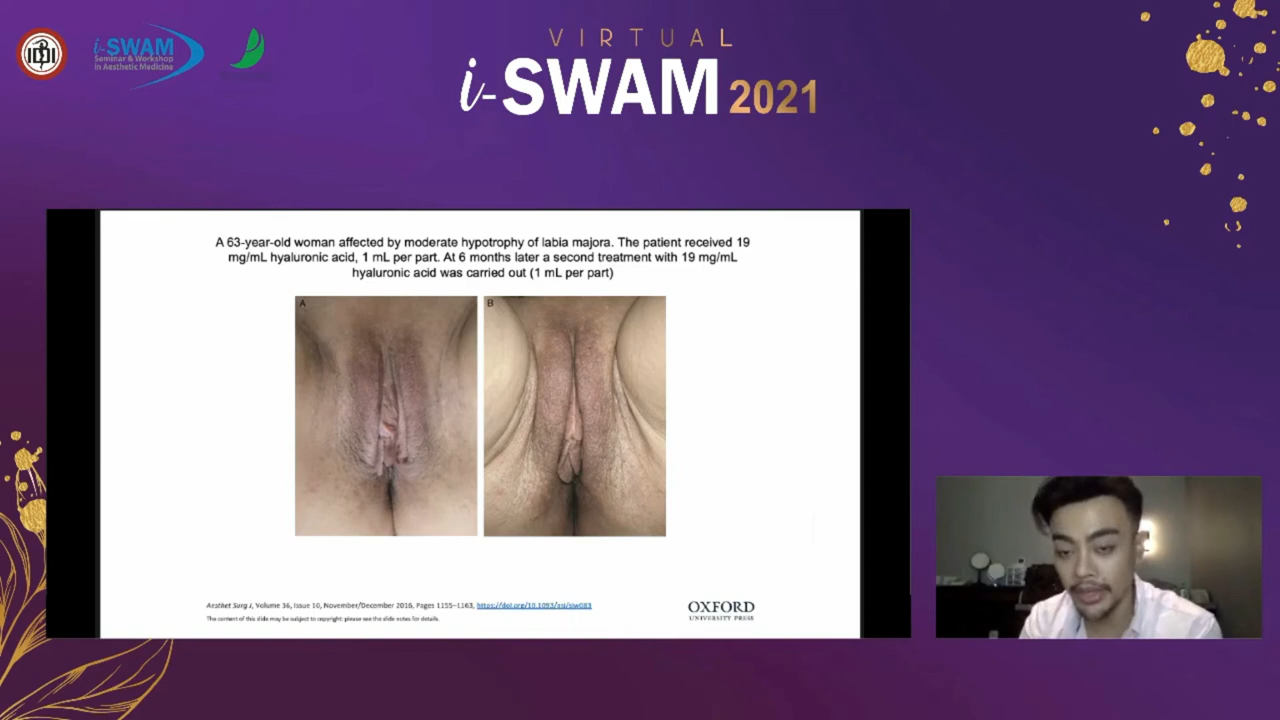 i-SWAM
Seminar & Workshop
in Aesthetic Medicine
VIRTUAL
i-SWAM 2021
A 63-year-old woman affected by moderate hypotrophy of labia majora. The patient received 19
mg/mL hyaluronic acid, 1 mL per part. At 6 months later a second treatment with 19 mg/mL
hyaluronic acid was carried out (1 mL per part)
A
B
Aesthet Surg J, Volume 36, Issue 10, November/December 2016, Pages 1155–1163, https://doi.org/10.1093/asj/sjw083
The content of this slide may be subject to copyright: please see the slide notes for details.
OXFORD
UNIVERSITY PRESS